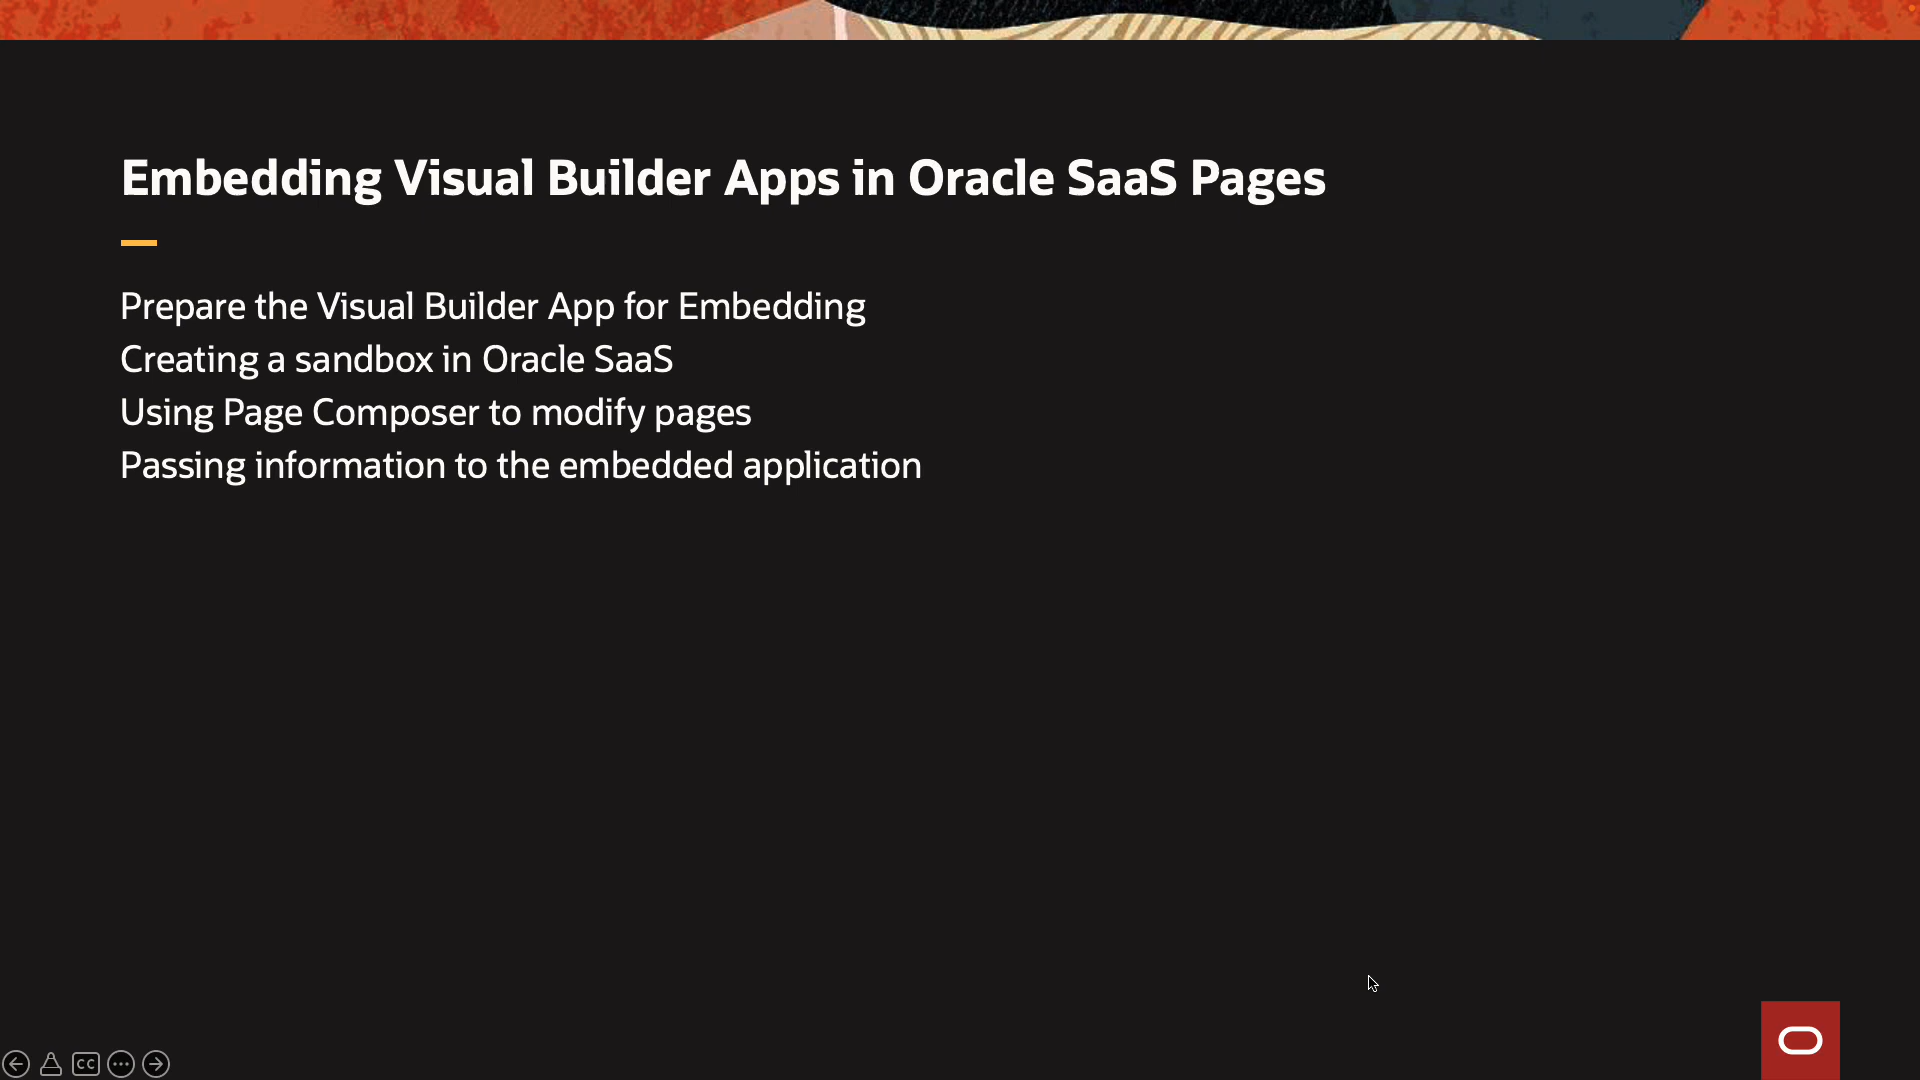 Embedding Visual Builder Apps in Oracle SaaS Pages
Prepare the Visual Builder App for Embedding
Creating a sandbox in Oracle SaaS
Using Page Composer to modify pages
Passing information to the embedded application
CC